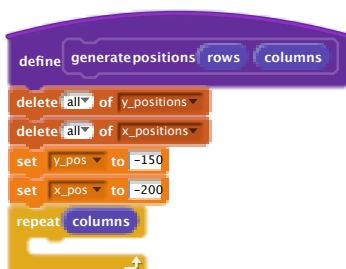 define generate positions rows columns
delete all of y_positions
delete all of x_positions
set y_pos to -150
set x_pos to -200
repeat columns